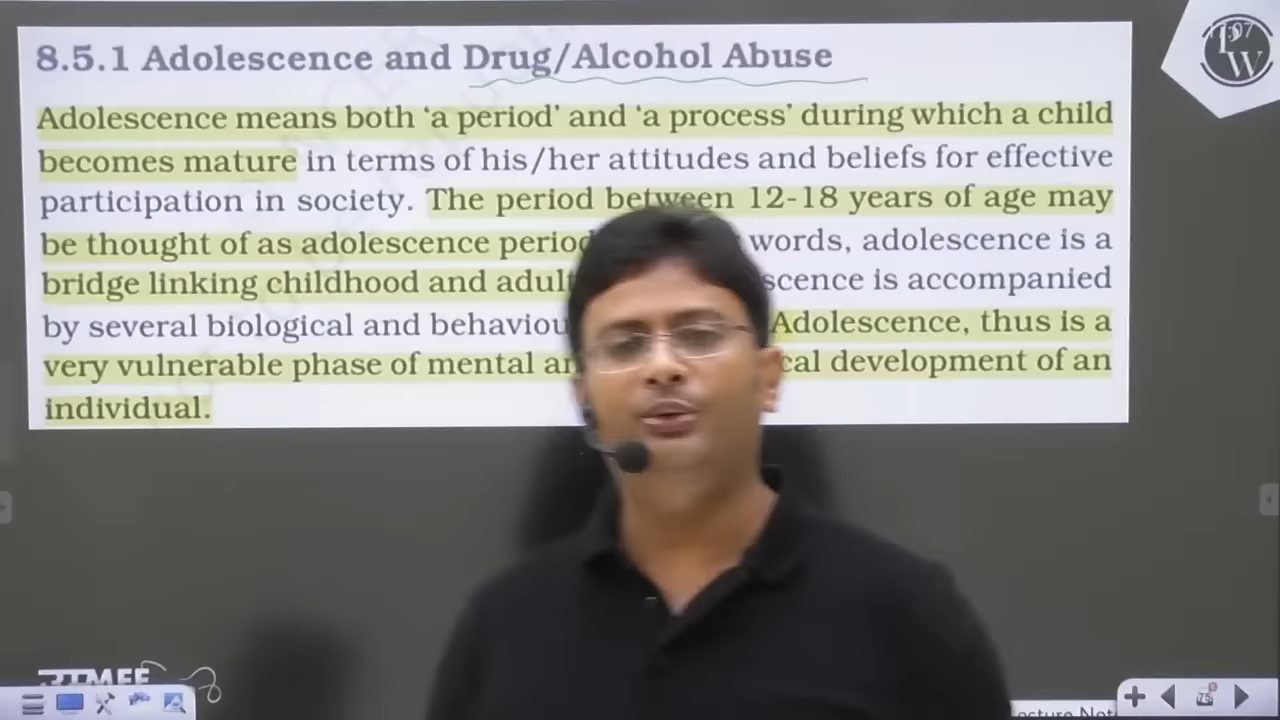 8.5.1 Adolescence and Drug/Alcohol Abuse
Adolescence means both ‘a period’ and ‘a process’ during which a child
becomes mature in terms of his/her attitudes and beliefs for effective
participation in society. The period between 12-18 years of age may
be thought of as adolescence period words, adolescence is a
bridge linking childhood and adult scence is accompanied
by several biological and behaviou Adolescence, thus is a
very vulnerable phase of mental an cal development of an
individual.
PW
75